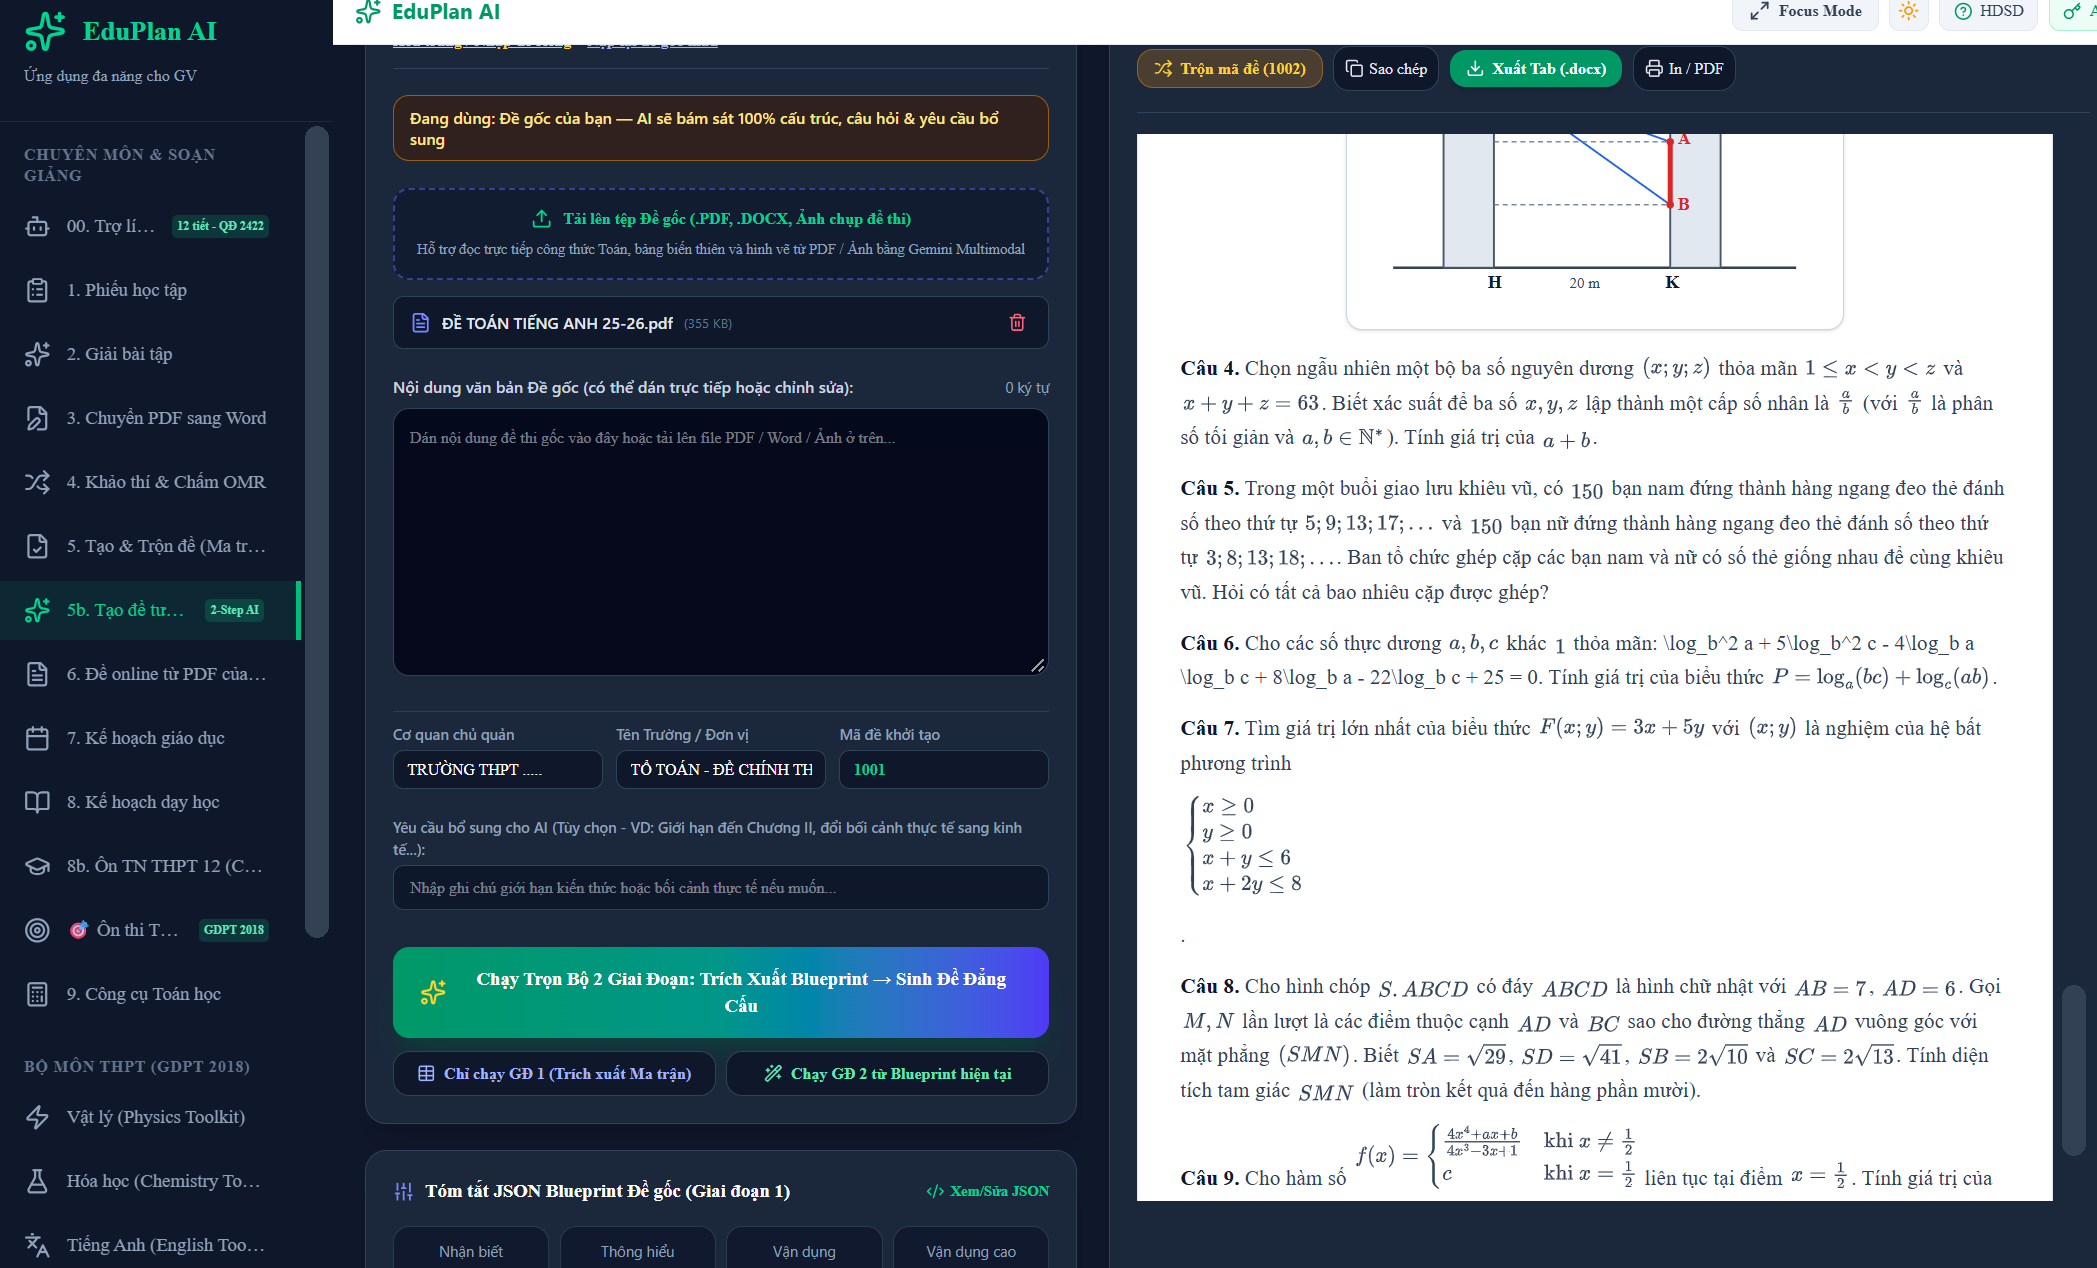 EduPlan AI
Ứng dụng đa năng cho GV
CHUYÊN MÔN & SOẠN
GIẢNG
00. Trợ lí... 12 tiết - QĐ 2422
1. Phiếu học tập
2. Giải bài tập
3. Chuyển PDF sang Word
4. Khảo thí & Chấm OMR
5. Tạo & Trộn đề (Ma tr...
5b. Tạo đề tư... 2-Step AI
6. Đề online từ PDF của...
7. Kế hoạch giáo dục
8. Kế hoạch dạy học
8b. Ôn TN THPT 12 (C...
🎯 Ôn thi T... GDPT 2018
9. Công cụ Toán học
BỘ MÔN THPT (GDPT 2018)
Vật lý (Physics Toolkit)
Hóa học (Chemistry To...
Tiếng Anh (English Too...
EduPlan AI
Focus Mode
HDSD
Đang dùng: Đề gốc của bạn — AI sẽ bám sát 100% cấu trúc, câu hỏi & yêu cầu bổ
sung
Tải lên tệp Đề gốc (.PDF, .DOCX, Ảnh chụp đề thi)
Hỗ trợ đọc trực tiếp công thức Toán, bảng biến thiên và hình vẽ từ PDF / Ảnh bằng Gemini Multimodal
ĐỀ TOÁN TIẾNG ANH 25-26.pdf (355 KB)
Nội dung văn bản Đề gốc (có thể dán trực tiếp hoặc chỉnh sửa): 0 ký tự
Dán nội dung đề thi gốc vào đây hoặc tải lên file PDF / Word / Ảnh ở trên...
Cơ quan chủ quản Tên Trường / Đơn vị Mã đề khởi tạo
TRƯỜNG THPT ..... TỔ TOÁN - ĐỀ CHÍNH TH 1001
Yêu cầu bổ sung cho AI (Tùy chọn - VD: Giới hạn đến Chương II, đổi bối cảnh thực tế sang kinh
tế...):
Nhập ghi chú giới hạn kiến thức hoặc bối cảnh thực tế nếu muốn...
Chạy Trọn Bộ 2 Giai Đoạn: Trích Xuất Blueprint → Sinh Đề Đẳng
Cấu
Chỉ chạy GĐ 1 (Trích xuất Ma trận) Chạy GĐ 2 từ Blueprint hiện tại
Tóm tắt JSON Blueprint Đề gốc (Giai đoạn 1) </> Xem/Sửa JSON
Nhận biết Thông hiểu Vận dụng Vận dụng cao
Trộn mã đề (1002) Sao chép Xuất Tab (.docx) In / PDF
A
B
H 20 m K
Câu 4. Chọn ngẫu nhiên một bộ ba số nguyên dương (x; y; z) thỏa mãn 1 ≤ x < y < z và
x + y + z = 63. Biết xác suất để ba số x, y, z lập thành một cấp số nhân là a/b (với a/b là phân
số tối giản và a, b ∈ ℕ*). Tính giá trị của a + b.
Câu 5. Trong một buổi giao lưu khiêu vũ, có 150 bạn nam đứng thành hàng ngang đeo thẻ đánh
số theo thứ tự 5; 9; 13; 17; ... và 150 bạn nữ đứng thành hàng ngang đeo thẻ đánh số theo thứ
tự 3; 8; 13; 18; .... Ban tổ chức ghép cặp các bạn nam và nữ có số thẻ giống nhau để cùng khiêu
vũ. Hỏi có tất cả bao nhiêu cặp được ghép?
Câu 6. Cho các số thực dương a, b, c khác 1 thỏa mãn: \log_b^2 a + 5\log_b^2 c - 4\log_b a
\log_b c + 8\log_b a - 22\log_b c + 25 = 0. Tính giá trị của biểu thức P = logₐ(bc) + log_c(ab).
Câu 7. Tìm giá trị lớn nhất của biểu thức F(x; y) = 3x + 5y với (x; y) là nghiệm của hệ bất
phương trình
x ≥ 0
y ≥ 0
x + y ≤ 6
x + 2y ≤ 8
.
Câu 8. Cho hình chóp S.ABCD có đáy ABCD là hình chữ nhật với AB = 7, AD = 6. Gọi
M, N lần lượt là các điểm thuộc cạnh AD và BC sao cho đường thẳng AD vuông góc với
mặt phẳng (SMN). Biết SA = √29, SD = √41, SB = 2√10 và SC = 2√13. Tính diện
tích tam giác SMN (làm tròn kết quả đến hàng phần mười).
Câu 9. Cho hàm số f(x) = { (4x⁴+ax+b)/(4x³−3x+1) khi x ≠ 1/2; c khi x = 1/2 liên tục tại điểm x = 1/2. Tính giá trị của